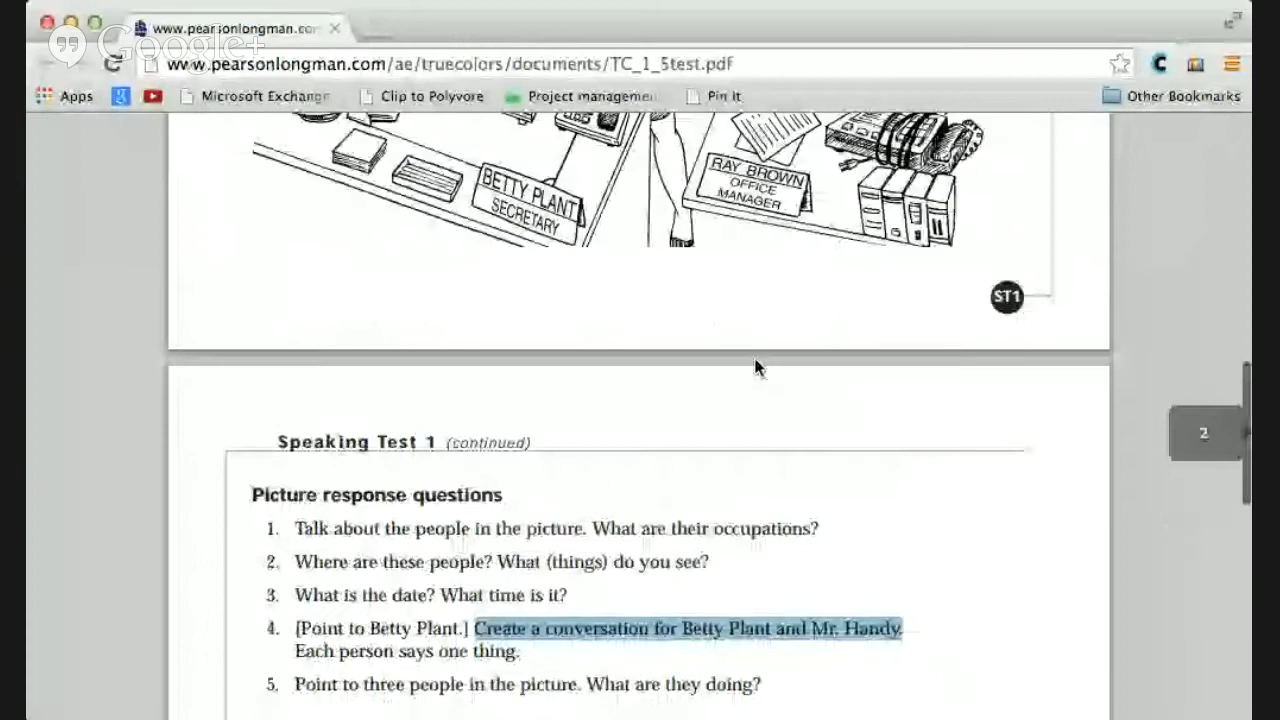 www.pearsonlongman.co
Google+
www.pearsonlongman.com/ae/truecolors/documents/TC_1_5test.pdf
Apps
Microsoft Exchange
Clip to Polyvore
Project managemen
Pin It
Other Bookmarks
BETTY PLANT
SECRETARY
RAY BROWN
OFFICE
MANAGER
ST1
Speaking Test 1 (continued)
2
Picture response questions
1. Talk about the people in the picture. What are their occupations?
2. Where are these people? What (things) do you see?
3. What is the date? What time is it?
4. [Point to Betty Plant.] Create a conversation for Betty Plant and Mr. Handy.
Each person says one thing.
5. Point to three people in the picture. What are they doing?